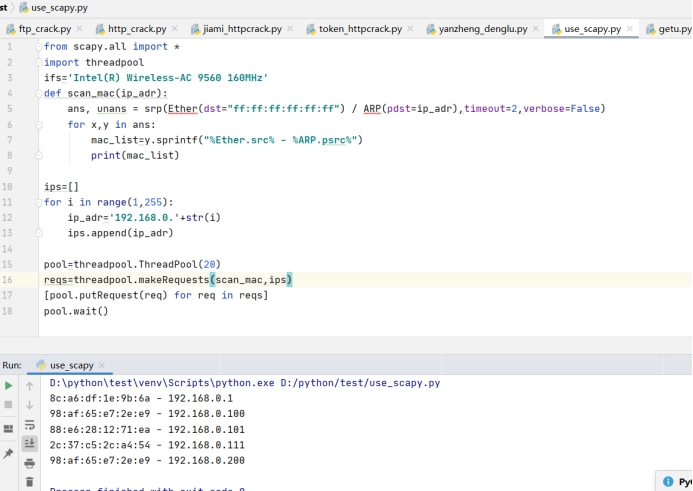 st use_scapy.py
ftp_crack.py × http_crack.py × jiami_httpcrack.py × token_httpcrack.py × yanzheng_denglu.py × use_scapy.py × getu.py
1 from scapy.all import *
2 import threadpool
3 ifs='Intel(R) Wireless-AC 9560 160MHz'
4 def scan_mac(ip_adr):
5 ans, unans = srp(Ether(dst="ff:ff:ff:ff:ff:ff") / ARP(pdst=ip_adr),timeout=2,verbose=False)
6 for x,y in ans:
7 mac_list=y.sprintf("%Ether.src% - %ARP.psrc%")
8 print(mac_list)
9
10 ips=[]
11 for i in range(1,255):
12 ip_adr='192.168.0.'+str(i)
13 ips.append(ip_adr)
14
15 pool=threadpool.ThreadPool(20)
16 reqs=threadpool.makeRequests(scan_mac,ips)
17 [pool.putRequest(req) for req in reqs]
18 pool.wait()
Run: use_scapy ×
D:\python\test\venv\Scripts\python.exe D:/python/test/use_scapy.py
8c:a6:df:1e:9b:6a - 192.168.0.1
98:af:65:e7:2e:e9 - 192.168.0.100
88:e6:28:12:71:ea - 192.168.0.101
2c:37:c5:2c:a4:54 - 192.168.0.111
98:af:65:e7:2e:e9 - 192.168.0.200
Process finished with exit code 0